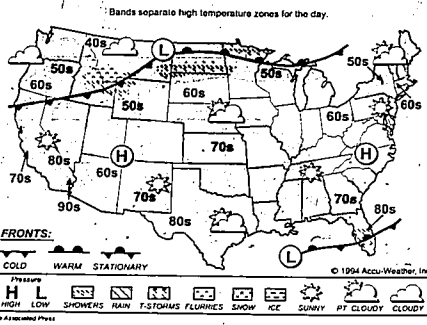 Bands separate high temperature zones for the day.
40s
L
50s
50s
50s
50s
60s
50s
60s
60s
60s
80s
H
70s
H
60s
70s
70s
70s
90s
80s
80s
L
FRONTS:
COLD WARM STATIONARY
© 1994 Accu-Weather, Inc
Pressure
H L
HIGH LOW SHOWERS RAIN T-STORMS FLURRIES SNOW ICE SUNNY PT CLOUDY CLOUDY
Associated Press